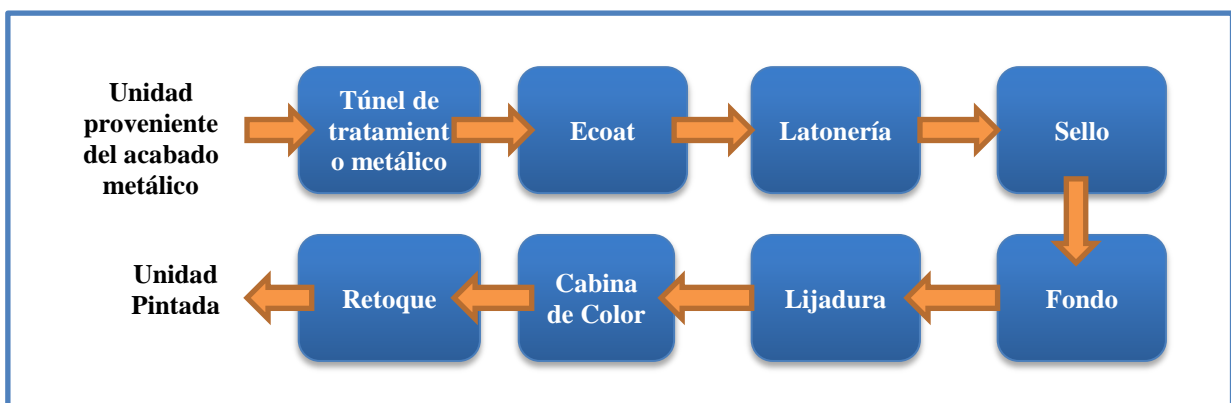 Unidad
proveniente
del acabado
metálico
Túnel de
tratamient
o metálico
Ecoat
Latonería
Sello
Fondo
Lijadura
Cabina
de Color
Retoque
Unidad
Pintada